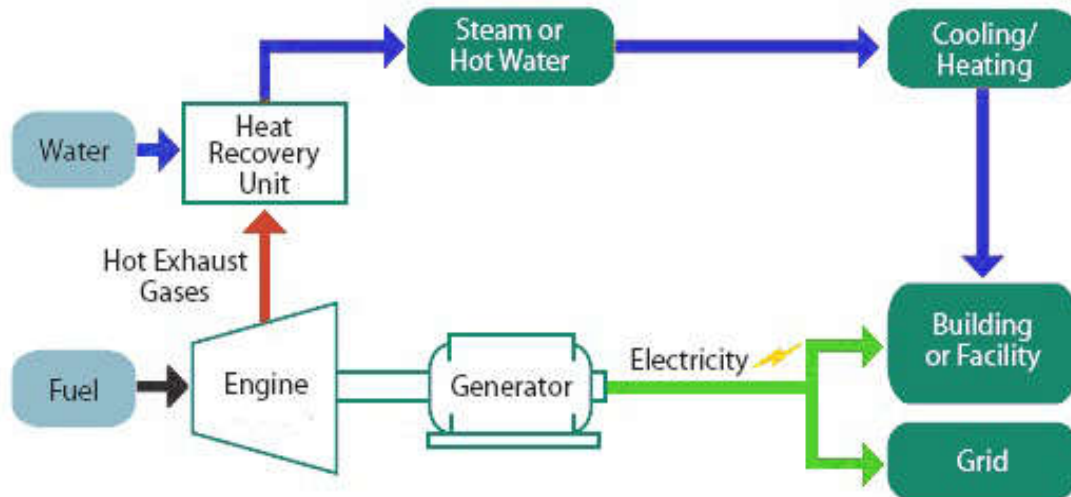 Steam or
Hot Water
Cooling/
Heating
Water
Heat
Recovery
Unit
Hot Exhaust
Gases
Fuel
Engine
Generator
Electricity
Building
or Facility
Grid